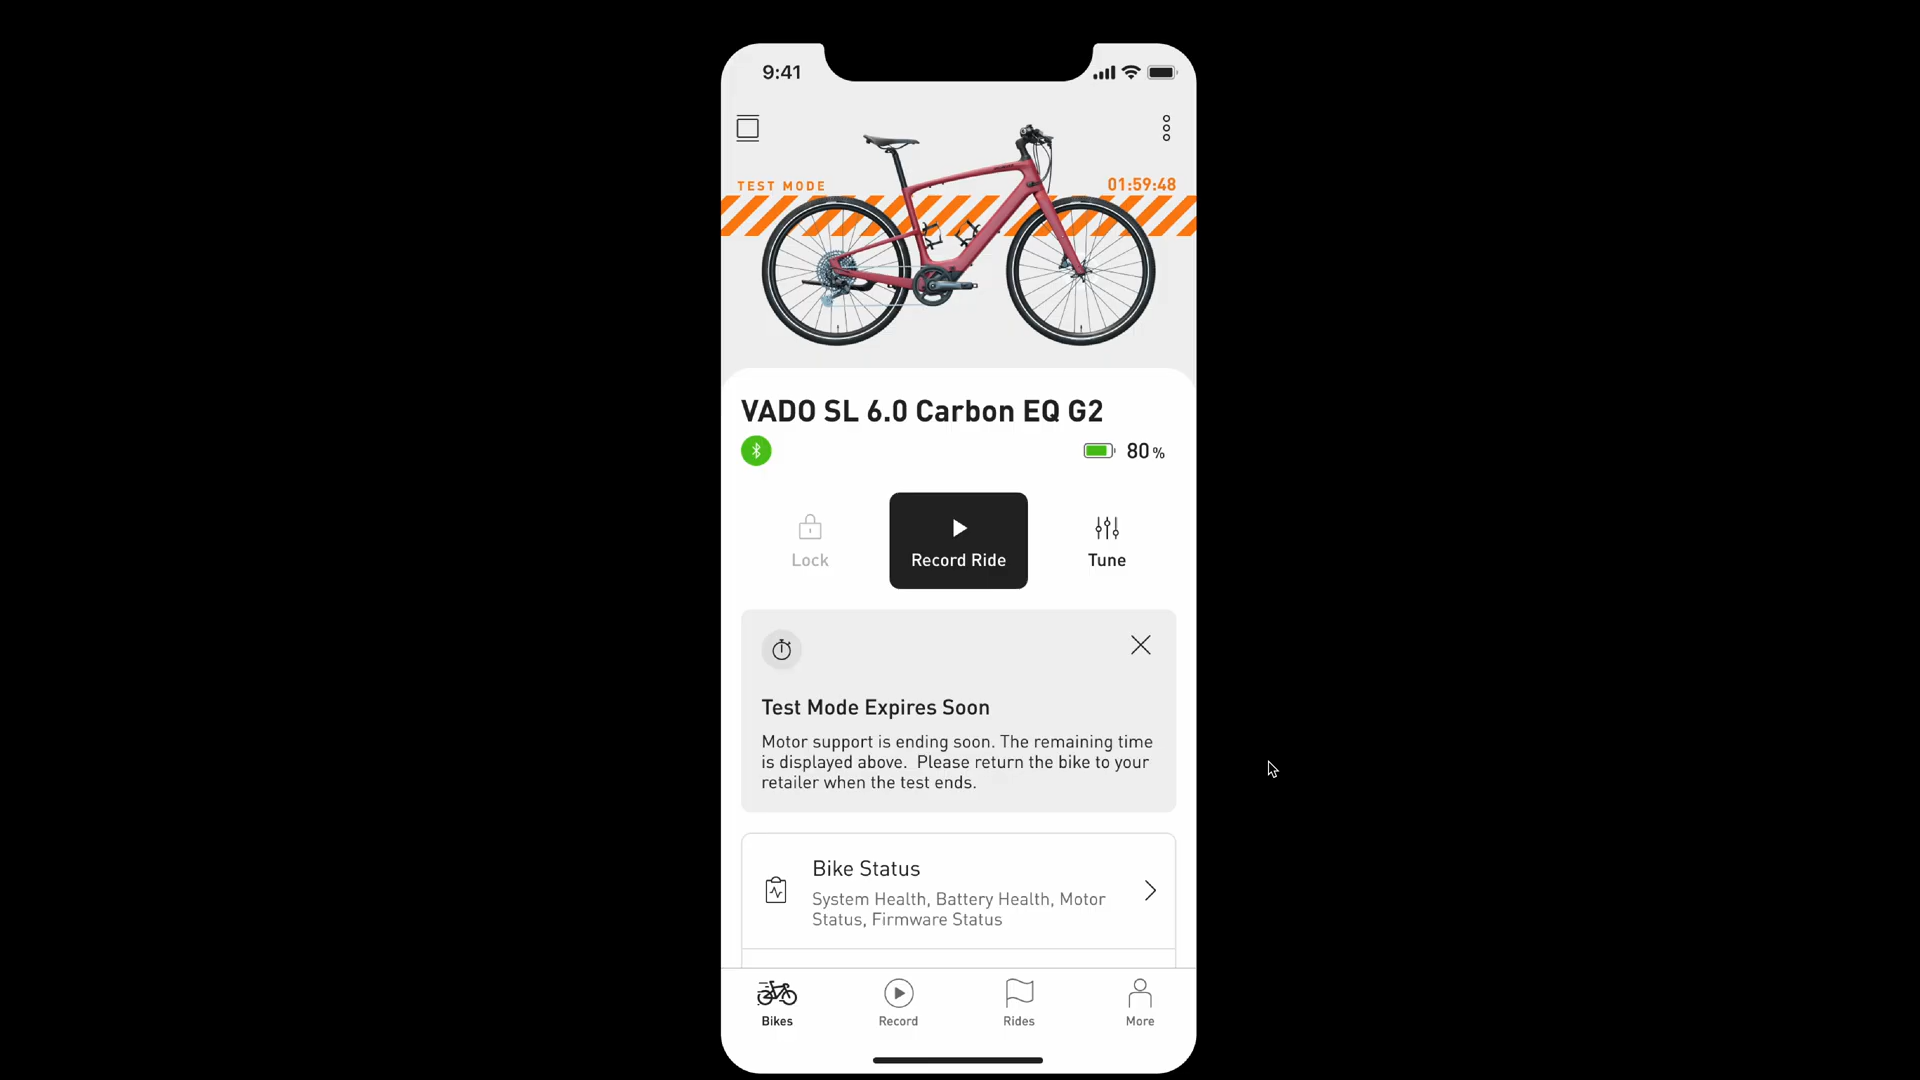 9:41
TEST MODE
01:59:48
VADO SL 6.0 Carbon EQ G2
80 %
Lock
Record Ride
Tune
Test Mode Expires Soon
Motor support is ending soon. The remaining time
is displayed above.  Please return the bike to your
retailer when the test ends.
Bike Status
System Health, Battery Health, Motor
Status, Firmware Status
Bikes
Record
Rides
More